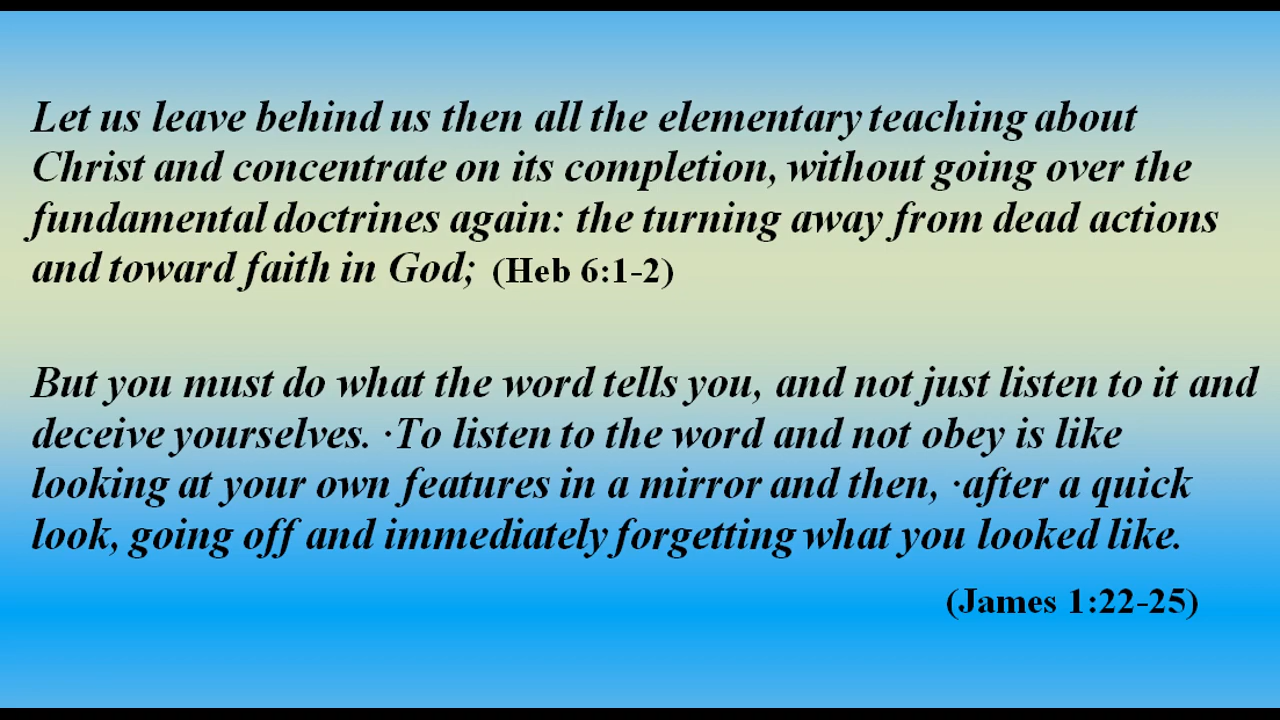 Let us leave behind us then all the elementary teaching about
Christ and concentrate on its completion, without going over the
fundamental doctrines again: the turning away from dead actions
and toward faith in God; (Heb 6:1-2)
But you must do what the word tells you, and not just listen to it and
deceive yourselves. ·To listen to the word and not obey is like
looking at your own features in a mirror and then, ·after a quick
look, going off and immediately forgetting what you looked like.
(James 1:22-25)